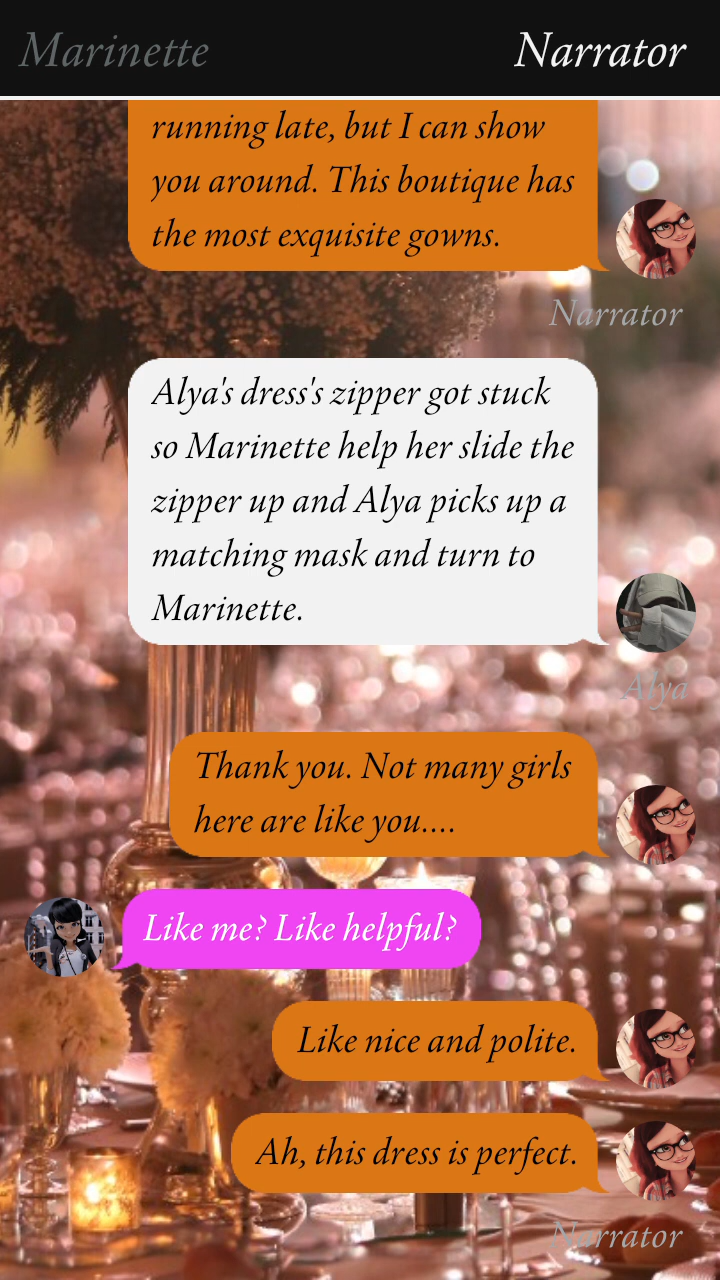 Marinette
Narrator
running late, but I can show
you around. This boutique has
the most exquisite gowns.
Narrator
Alya's dress's zipper got stuck
so Marinette help her slide the
zipper up and Alya picks up a
matching mask and turn to
Marinette.
Alya
Thank you. Not many girls
here are like you....
Like me? Like helpful?
Like nice and polite.
Ah, this dress is perfect.
Narrator